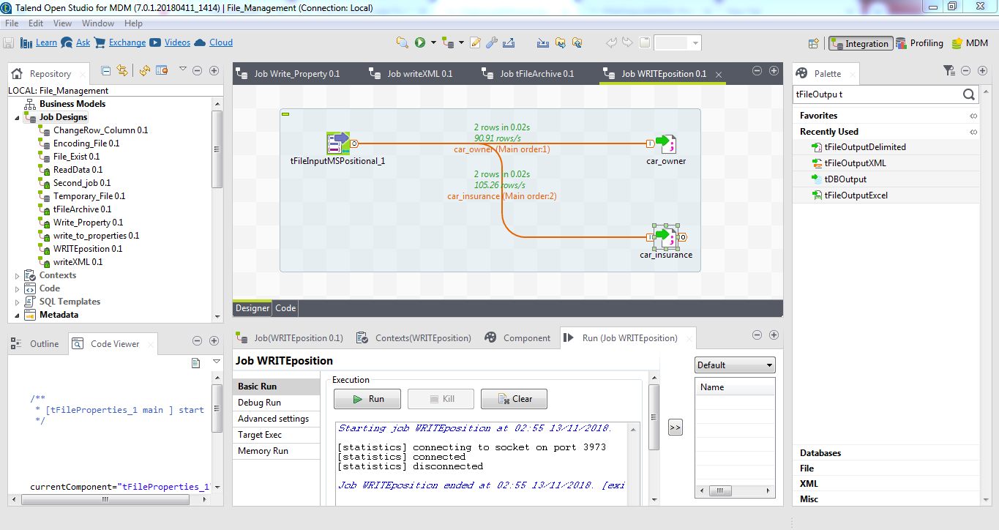 Talend Open Studio for MDM (7.0.1.20180411_1414) | File_Management (Connection: Local)
File Edit View Window Help
Learn Ask Exchange Videos Cloud
Integration Profiling MDM
Repository
LOCAL: File_Management
Business Models
Job Designs
ChangeRow_Column 0.1
Encoding_File 0.1
File_Exist 0.1
ReadData 0.1
Second_job 0.1
Temporary_File 0.1
tFileArchive 0.1
Write_Property 0.1
write_to_properties 0.1
WRITEposition 0.1
writeXML 0.1
Contexts
Code
SQL Templates
Metadata
Job Write_Property 0.1 Job writeXML 0.1 Job tFileArchive 0.1 Job WRITEposition 0.1
2 rows in 0.02s
90.91 rows/s
car_owner (Main order:1)
tFileInputMSPositional_1
car_owner
2 rows in 0.02s
105.26 rows/s
car_insurance (Main order:2)
car_insurance
Designer Code
Palette
tFileOutpu t
Favorites
Recently Used
tFileOutputDelimited
tFileOutputXML
tDBOutput
tFileOutputExcel
Databases
File
XML
Misc
Outline Code Viewer
/**
* [tFileProperties_1 main ] start
*/
currentComponent="tFileProperties_1"
Job(WRITEposition 0.1) Contexts(WRITEposition) Component Run (Job WRITEposition)
Job WRITEposition
Basic Run
Debug Run
Advanced settings
Target Exec
Memory Run
Execution
Run Kill Clear
Starting job WRITEposition at 02:55 13/11/2018.
[statistics] connecting to socket on port 3973
[statistics] connected
[statistics] disconnected
Job WRITEposition ended at 02:55 13/11/2018. [exi
>>
Default
Name